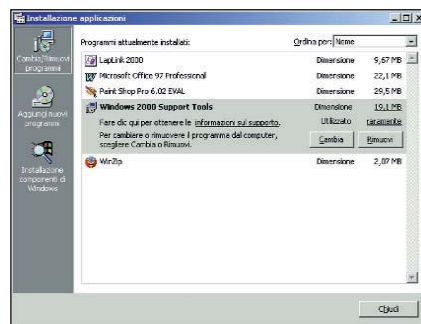 Installazione applicazioni
Cambia/Rimuovi programmi
Programmi attualmente installati:
Ordina per: Nome
LapLink 2000 Dimensione 9,67 MB
Microsoft Office 97 Professional Dimensione 22,1 MB
Paint Shop Pro 6.02 EVAL Dimensione 29,5 MB
Windows 2000 Support Tools Dimensione 19,1 MB
Fare clic qui per ottenere le informazioni sul supporto. Utilizzato raramente
Per cambiare o rimuovere il programma dal computer, scegliere Cambia o Rimuovi.
Cambia Rimuovi
WinZip Dimensione 2,07 MB
Aggiungi nuovi programmi
Installazione componenti di Windows
Chiudi